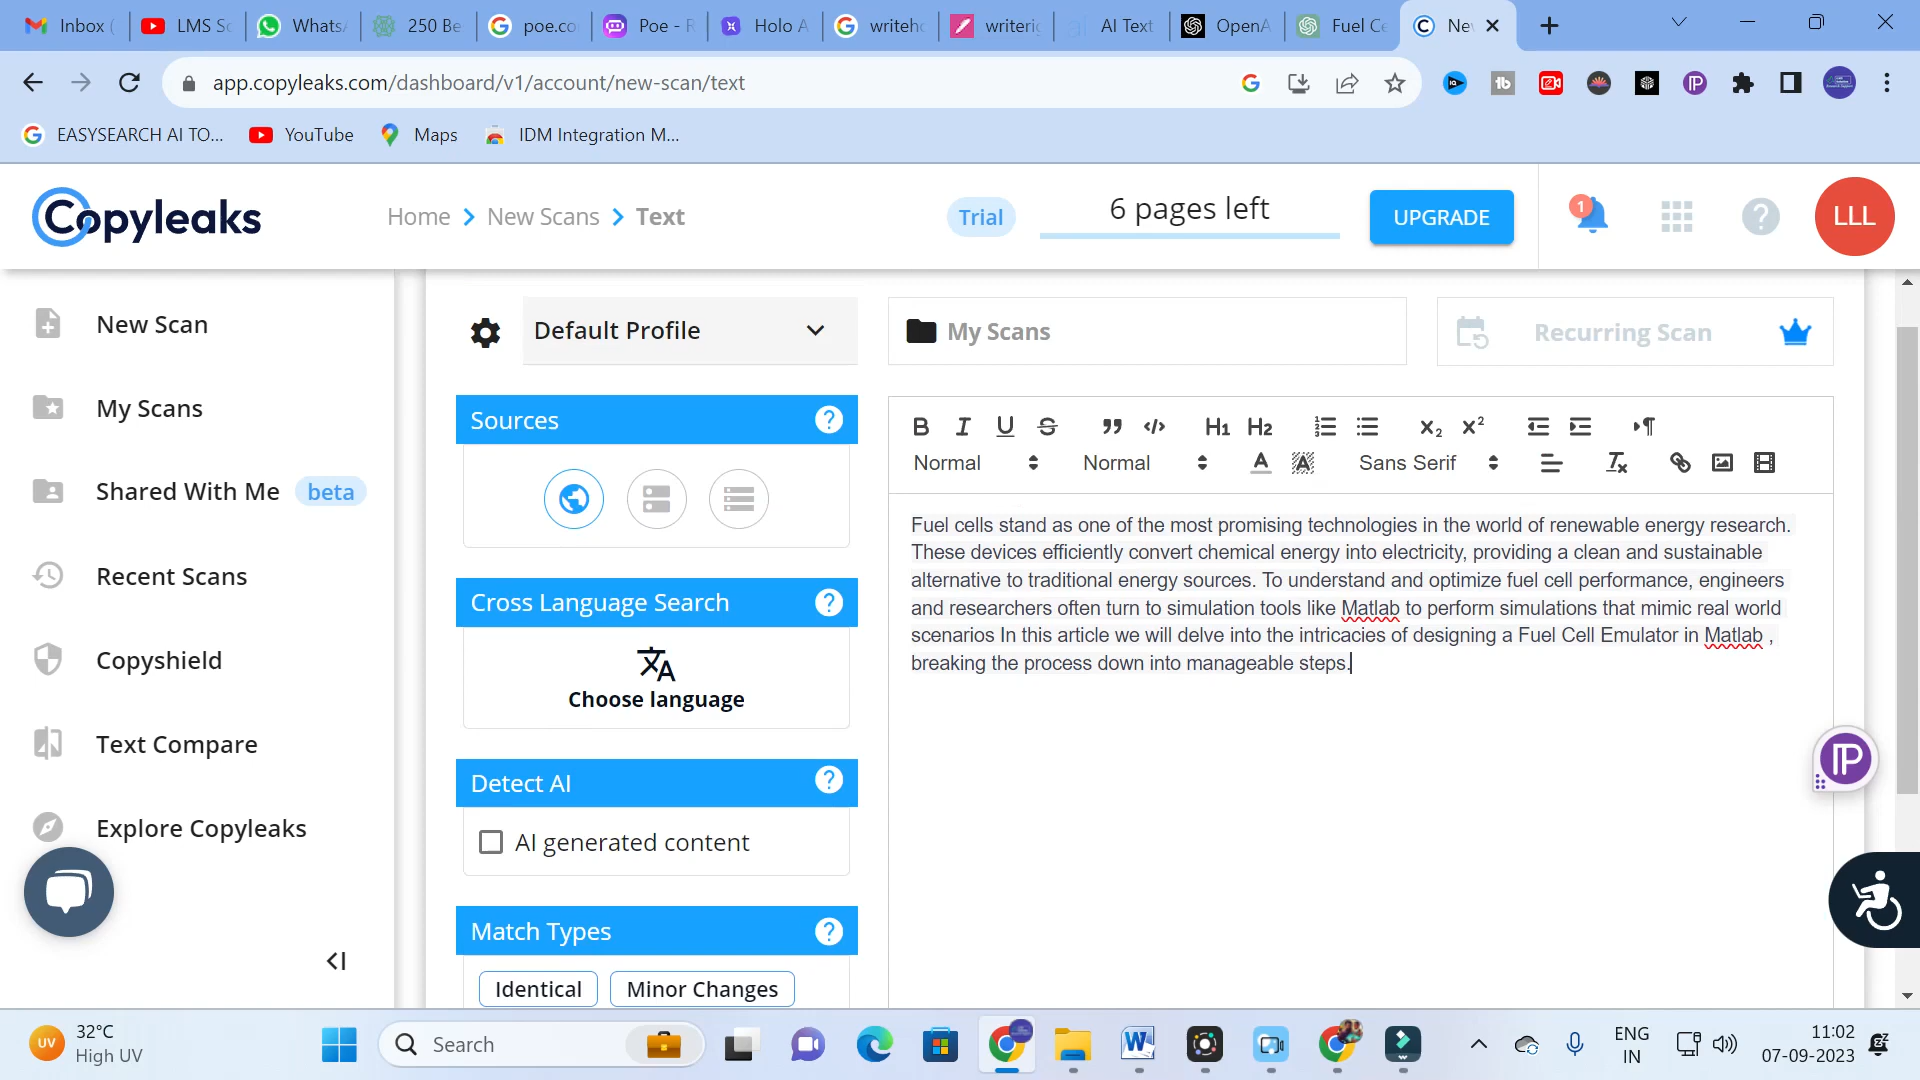 Inbox (
LMS Sc
Whats
250 Be
poe.co
Poe - F
Holo A
writeho
writerig
AI Text
OpenA
Fuel Ce
Ne
app.copyleaks.com/dashboard/v1/account/new-scan/text
EASYSEARCH AI TO...
YouTube
Maps
IDM Integration M...
Copyleaks
Home > New Scans > Text
Trial
6 pages left
UPGRADE
1
LLL
New Scan
My Scans
Shared With Me beta
Recent Scans
Copyshield
Text Compare
Explore Copyleaks
Default Profile
My Scans
Recurring Scan
Sources
Cross Language Search
Choose language
Detect AI
AI generated content
Match Types
Identical
Minor Changes
Normal
Normal
Sans Serif
Fuel cells stand as one of the most promising technologies in the world of renewable energy research.
These devices efficiently convert chemical energy into electricity, providing a clean and sustainable
alternative to traditional energy sources. To understand and optimize fuel cell performance, engineers
and researchers often turn to simulation tools like Matlab to perform simulations that mimic real world
scenarios In this article we will delve into the intricacies of designing a Fuel Cell Emulator in Matlab ,
breaking the process down into manageable steps.
UV
32°C
High UV
Search
ENG
IN
11:02
07-09-2023